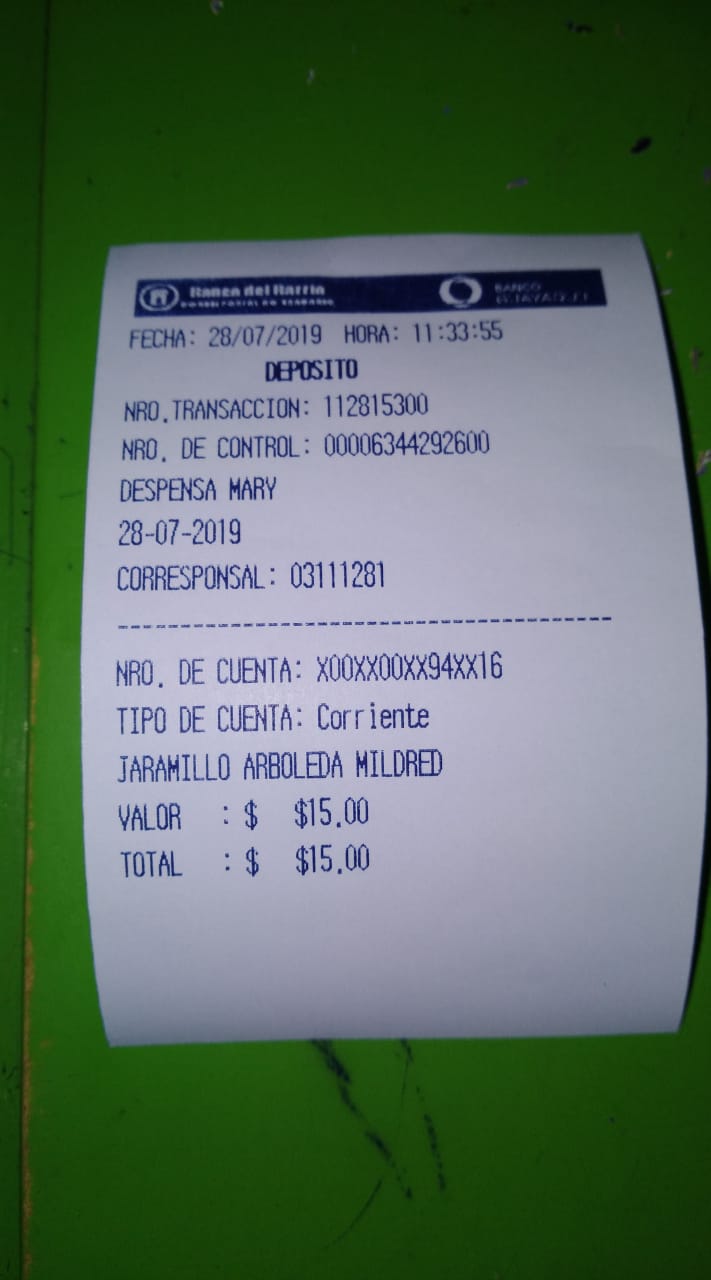 Banco del Barrio
BANCO
GUAYAQUIL
FECHA: 28/07/2019 HORA: 11:33:55
DEPOSITO
NRO.TRANSACCION: 112815300
NRO. DE CONTROL: 00006344292600
DESPENSA MARY
28-07-2019
CORRESPONSAL: 03111281
NRO. DE CUENTA: X00XX00XX94XX16
TIPO DE CUENTA: Corriente
JARAMILLO ARBOLEDA MILDRED
VALOR : $ $15.00
TOTAL : $ $15.00